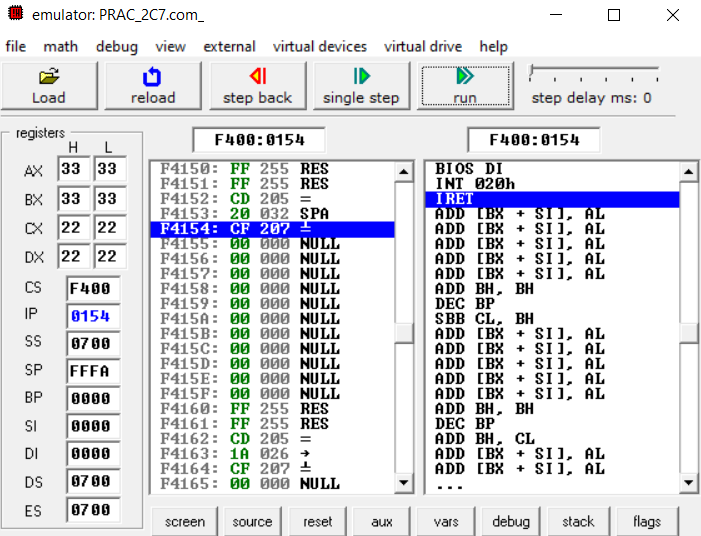 emulator: PRAC_2C7.com_
file math debug view external virtual devices virtual drive help
Load reload step back single step run step delay ms: 0
registers
H L
F400:0154 F400:0154
AX 33 33
BX 33 33
CX 22 22
DX 22 22
CS F400
IP 0154
SS 0700
SP FFFA
BP 0000
SI 0000
DI 0000
DS 0700
ES 0700
F4150: FF 255 RES
F4151: FF 255 RES
F4152: CD 205 =
F4153: 20 032 SPA
F4154: CF 207 ╧
F4155: 00 000 NULL
F4156: 00 000 NULL
F4157: 00 000 NULL
F4158: 00 000 NULL
F4159: 00 000 NULL
F415A: 00 000 NULL
F415B: 00 000 NULL
F415C: 00 000 NULL
F415D: 00 000 NULL
F415E: 00 000 NULL
F415F: 00 000 NULL
F4160: FF 255 RES
F4161: FF 255 RES
F4162: CD 205 =
F4163: 1A 026 →
F4164: CF 207 ╧
F4165: 00 000 NULL
BIOS DI
INT 020h
IRET
ADD [BX + SI], AL
ADD [BX + SI], AL
ADD [BX + SI], AL
ADD [BX + SI], AL
ADD [BX + SI], AL
ADD BH, BH
DEC BP
SBB CL, BH
ADD [BX + SI], AL
ADD [BX + SI], AL
ADD [BX + SI], AL
ADD [BX + SI], AL
ADD [BX + SI], AL
ADD BH, BH
DEC BP
ADD BH, CL
ADD [BX + SI], AL
ADD [BX + SI], AL
...
screen source reset aux vars debug stack flags